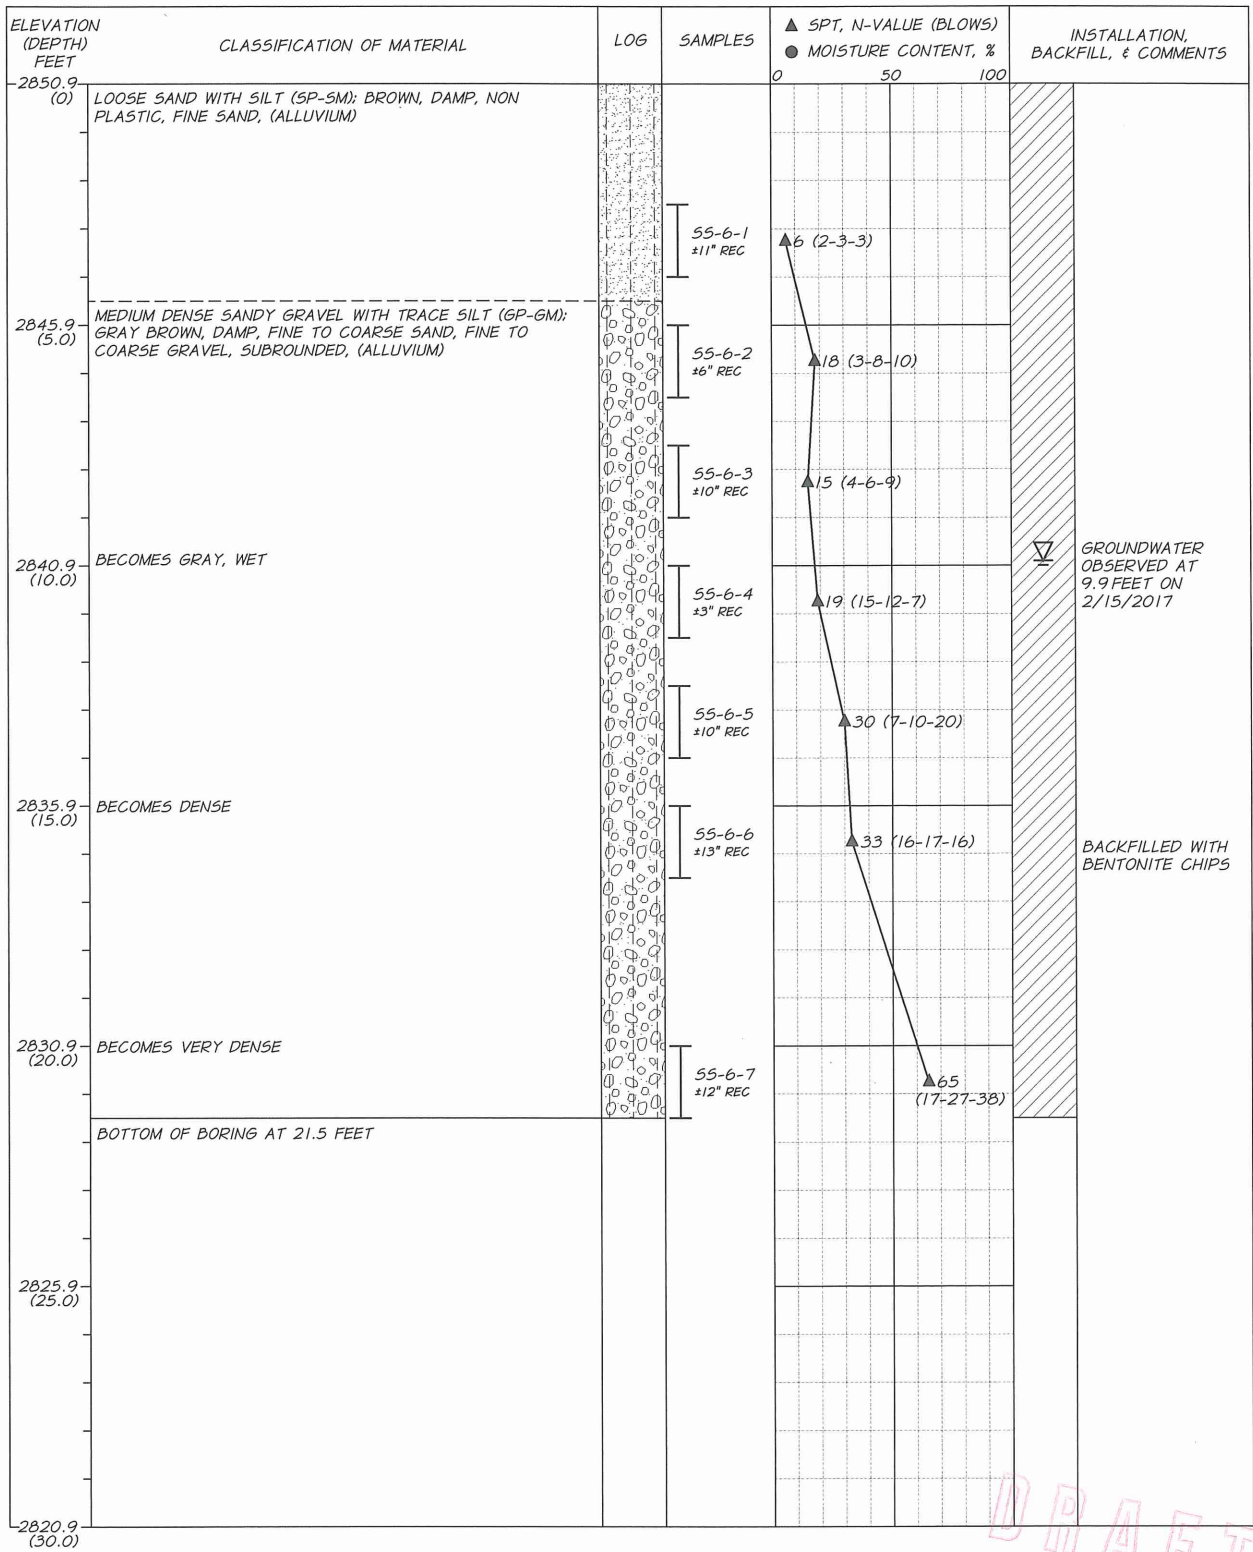 ELEVATION
(DEPTH)
FEET
CLASSIFICATION OF MATERIAL
LOG
SAMPLES
▲ SPT, N-VALUE (BLOWS)
● MOISTURE CONTENT, %
0 50 100
INSTALLATION,
BACKFILL, & COMMENTS
2850.9
(0)
LOOSE SAND WITH SILT (SP-SM); BROWN, DAMP, NON
PLASTIC, FINE SAND, (ALLUVIUM)
SS-6-1
±11" REC
6 (2-3-3)
2845.9
(5.0)
MEDIUM DENSE SANDY GRAVEL WITH TRACE SILT (GP-GM);
GRAY BROWN, DAMP, FINE TO COARSE SAND, FINE TO
COARSE GRAVEL, SUBROUNDED, (ALLUVIUM)
SS-6-2
±6" REC
18 (3-8-10)
SS-6-3
±10" REC
15 (4-6-9)
2840.9
(10.0)
BECOMES GRAY, WET
GROUNDWATER
OBSERVED AT
9.9 FEET ON
2/15/2017
SS-6-4
±3" REC
19 (15-12-7)
SS-6-5
±10" REC
30 (7-10-20)
2835.9
(15.0)
BECOMES DENSE
SS-6-6
±13" REC
33 (16-17-16)
BACKFILLED WITH
BENTONITE CHIPS
2830.9
(20.0)
BECOMES VERY DENSE
SS-6-7
±12" REC
65
(17-27-38)
BOTTOM OF BORING AT 21.5 FEET
2825.9
(25.0)
2820.9
(30.0)
DRAFT